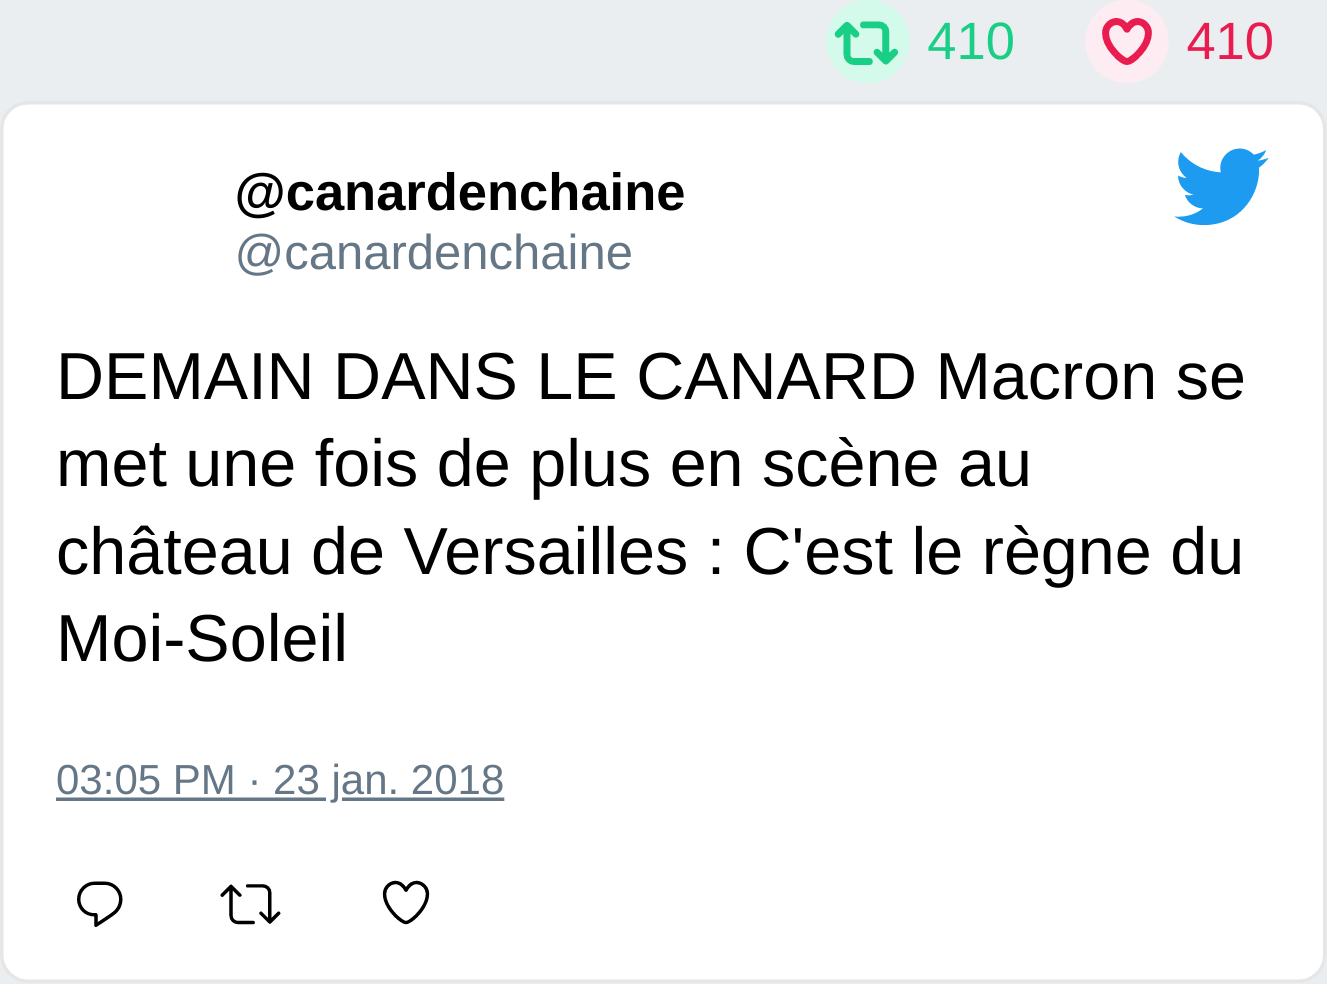 410 410
@canardenchaine
@canardenchaine
DEMAIN DANS LE CANARD Macron se
met une fois de plus en scène au
château de Versailles : C'est le règne du
Moi-Soleil
03:05 PM · 23 jan. 2018